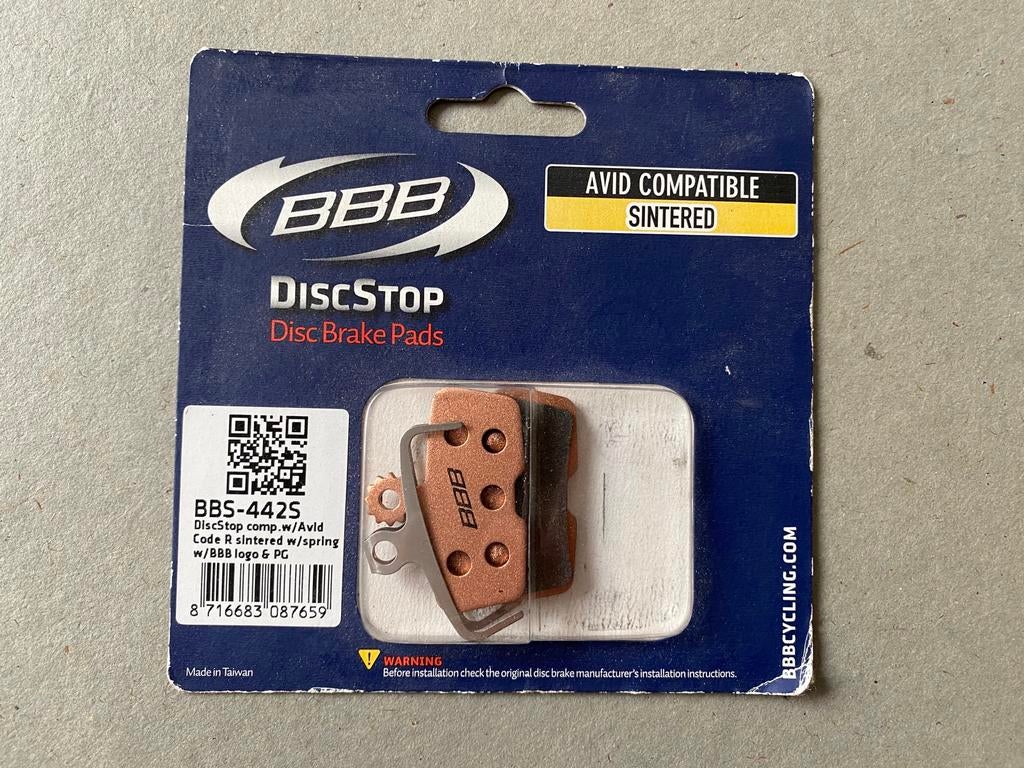 BBB
DISCSTOP
Disc Brake Pads
AVID COMPATIBLE
SINTERED
BBS-442S
DiscStop comp.w/Avid
Code R sintered w/spring
w/BBB logo & PG
8 716683 087659
BBB
Made in Taiwan
WARNING
Before installation check the original disc brake manufacturer's installation instructions.
BBBCYCLING.COM